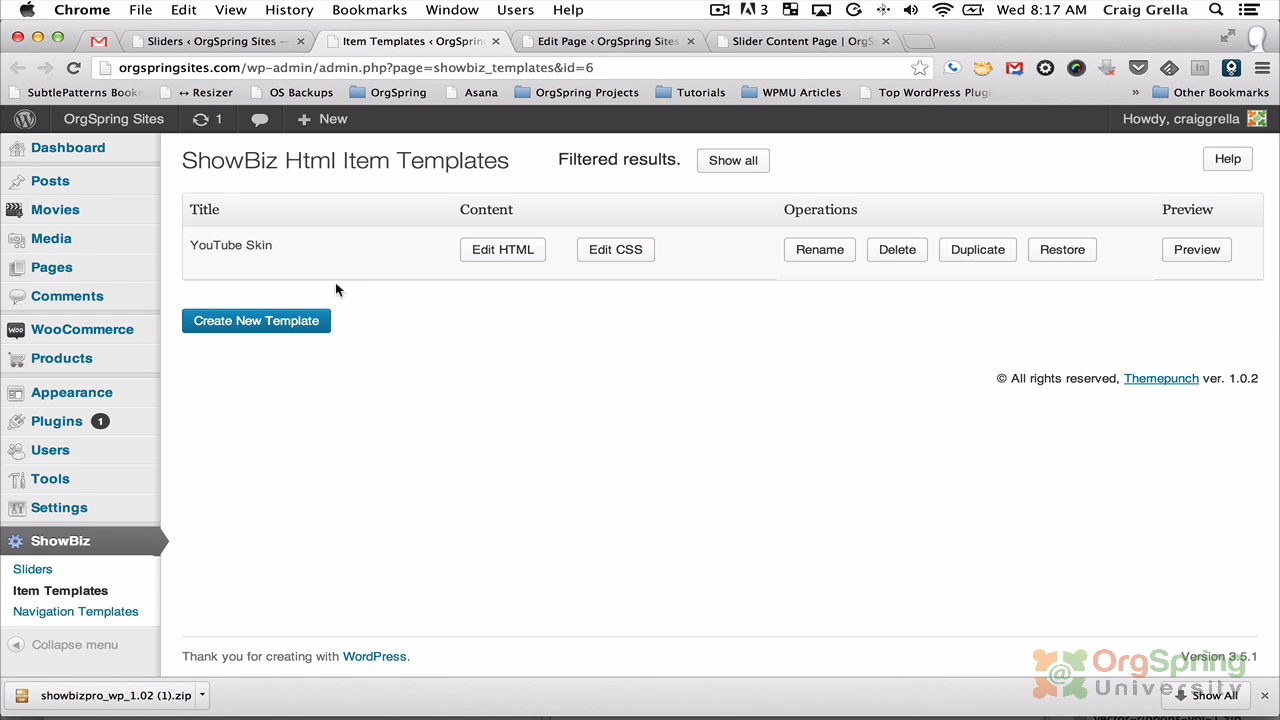 Chrome File Edit View History Bookmarks Window Users Help 3 Wed 8:17 AM Craig Grella
Sliders ‹ OrgSpring Sites — × Item Templates ‹ OrgSprin × Edit Page ‹ OrgSpring Sites × Slider Content Page | OrgS ×
orgspringsites.com/wp-admin/admin.php?page=showbiz_templates&id=6
SubtlePatterns Bookm ↔ Resizer OS Backups OrgSpring Asana OrgSpring Projects Tutorials WPMU Articles Top WordPress Plugi » Other Bookmarks
OrgSpring Sites 1 + New Howdy, craiggrella
Dashboard
Posts
Movies
Media
Pages
Comments
WooCommerce
Products
Appearance
Plugins 1
Users
Tools
Settings
ShowBiz
Sliders
Item Templates
Navigation Templates
Collapse menu
ShowBiz Html Item Templates Filtered results. Show all Help
Title Content Operations Preview
YouTube Skin Edit HTML Edit CSS Rename Delete Duplicate Restore Preview
Create New Template
© All rights reserved, Themepunch ver. 1.0.2
Thank you for creating with WordPress. Version 3.5.1
OrgSpring
University
showbizpro_wp_1.02 (1).zip Show All ×